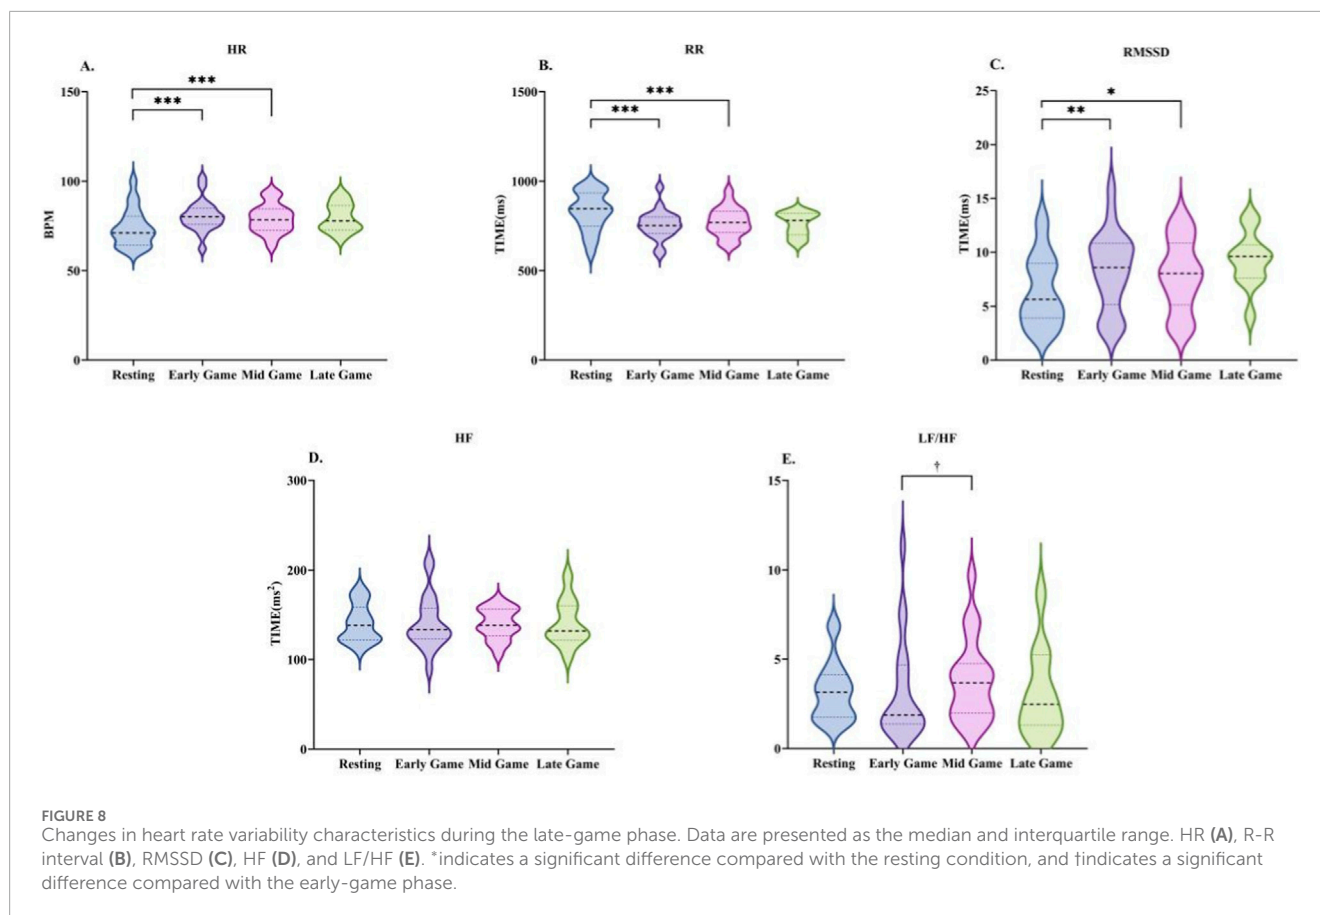 HR
A.
***
***
150
100
50
0
BPM
Resting Early Game Mid Game Late Game
RR
B.
***
***
1500
1000
500
0
TIME(ms)
Resting Early Game Mid Game Late Game
RMSSD
C.
*
**
25
20
15
10
5
0
TIME(ms)
Resting Early Game Mid Game Late Game
HF
D.
300
200
100
0
TIME(ms²)
Resting Early Game Mid Game Late Game
LF/HF
E.
†
15
10
5
0
Resting Early Game Mid Game Late Game
FIGURE 8
Changes in heart rate variability characteristics during the late-game phase. Data are presented as the median and interquartile range. HR (A), R-R
interval (B), RMSSD (C), HF (D), and LF/HF (E). *indicates a significant difference compared with the resting condition, and †indicates a significant
difference compared with the early-game phase.